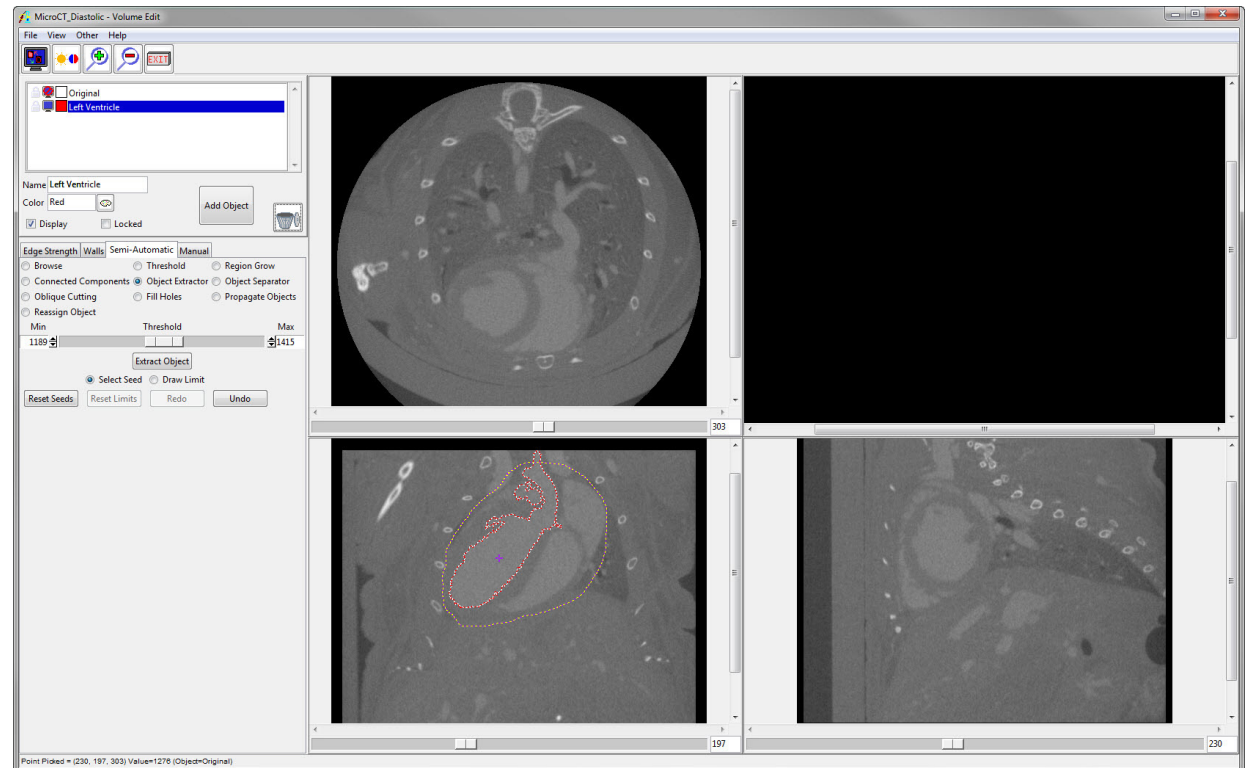 MicroCT_Diastolic - Volume Edit
File View Other Help
EXIT
Original
Left Ventricle
Name Left Ventricle
Color Red
Add Object
Display Locked
Edge Strength Walls Semi-Automatic Manual
Browse Threshold Region Grow
Connected Components Object Extractor Object Separator
Oblique Cutting Fill Holes Propagate Objects
Reassign Object
Min Threshold Max
1189 1415
Extract Object
Select Seed Draw Limit
Reset Seeds Reset Limits Redo Undo
303
197
230
Point Picked = (230, 197, 303) Value=1276 (Object=Original)